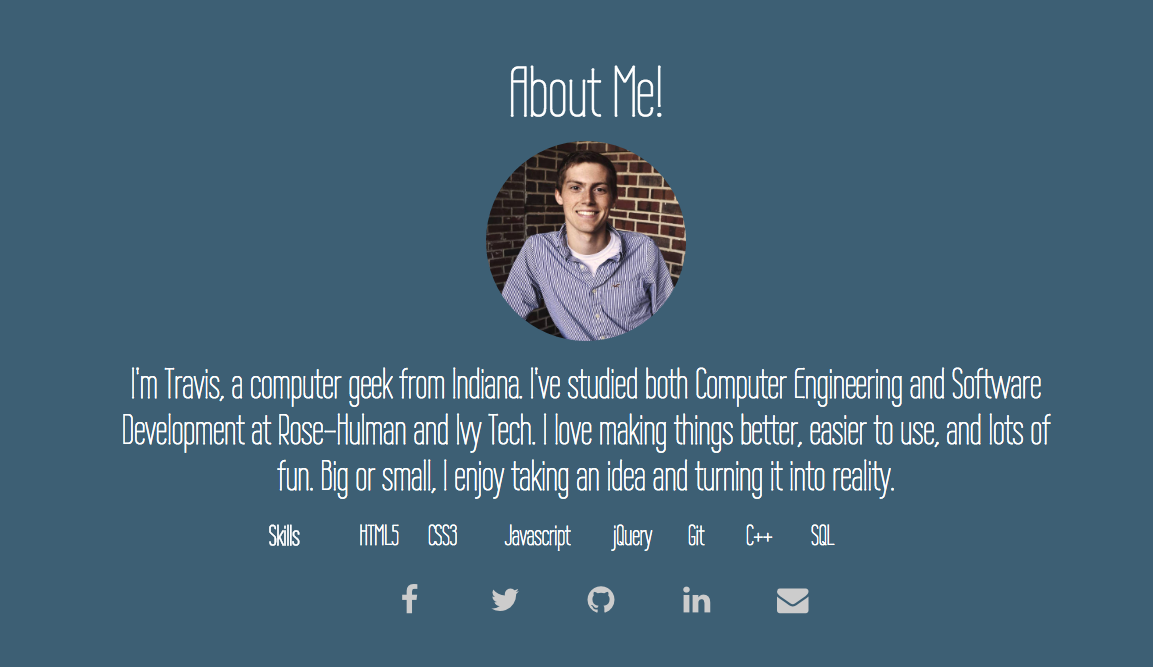 About Me!
I'm Travis, a computer geek from Indiana. I've studied both Computer Engineering and Software
Development at Rose-Hulman and Ivy Tech. I love making things better, easier to use, and lots of
fun. Big or small, I enjoy taking an idea and turning it into reality.
Skills HTML5 CSS3 Javascript jQuery Git C++ SQL